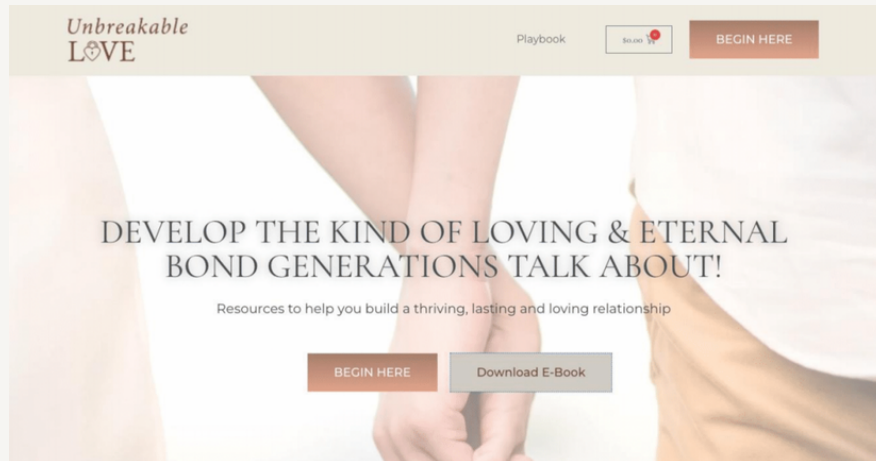 Unbreakable
LOVE
Playbook
$0.00
BEGIN HERE
DEVELOP THE KIND OF LOVING & ETERNAL
BOND GENERATIONS TALK ABOUT!
Resources to help you build a thriving, lasting and loving relationship
BEGIN HERE
Download E-Book